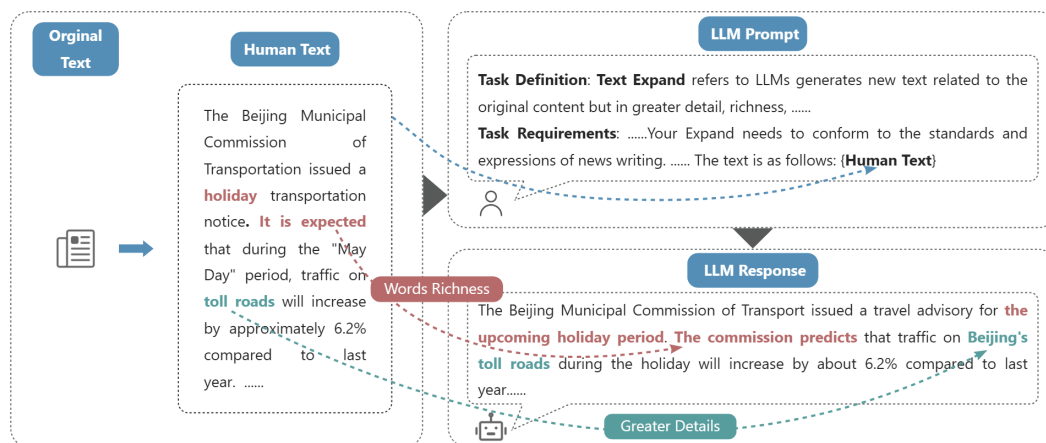 Orginal
Text
Human Text
The Beijing Municipal
Commission of
Transportation issued a
holiday transportation
notice. It is expected
that during the "May
Day" period, traffic on
toll roads will increase
by approximately 6.2%
compared to last
year. ......
LLM Prompt
Task Definition: Text Expand refers to LLMs generates new text related to the
original content but in greater detail, richness, ......
Task Requirements: ......Your Expand needs to conform to the standards and
expressions of news writing. ...... The text is as follows: {Human Text}
Words Richness
LLM Response
The Beijing Municipal Commission of Transport issued a travel advisory for the
upcoming holiday period. The commission predicts that traffic on Beijing's
toll roads during the holiday will increase by about 6.2% compared to last
year......
Greater Details